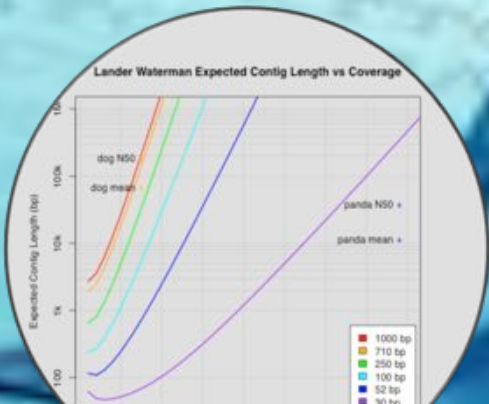 Lander Waterman Expected Contig Length vs Coverage
Expected Contig Length (bp)
100k
10k
1k
100
dog N50
dog mean
panda N50 +
panda mean +
1000 bp
710 bp
250 bp
100 bp
52 bp
30 bp